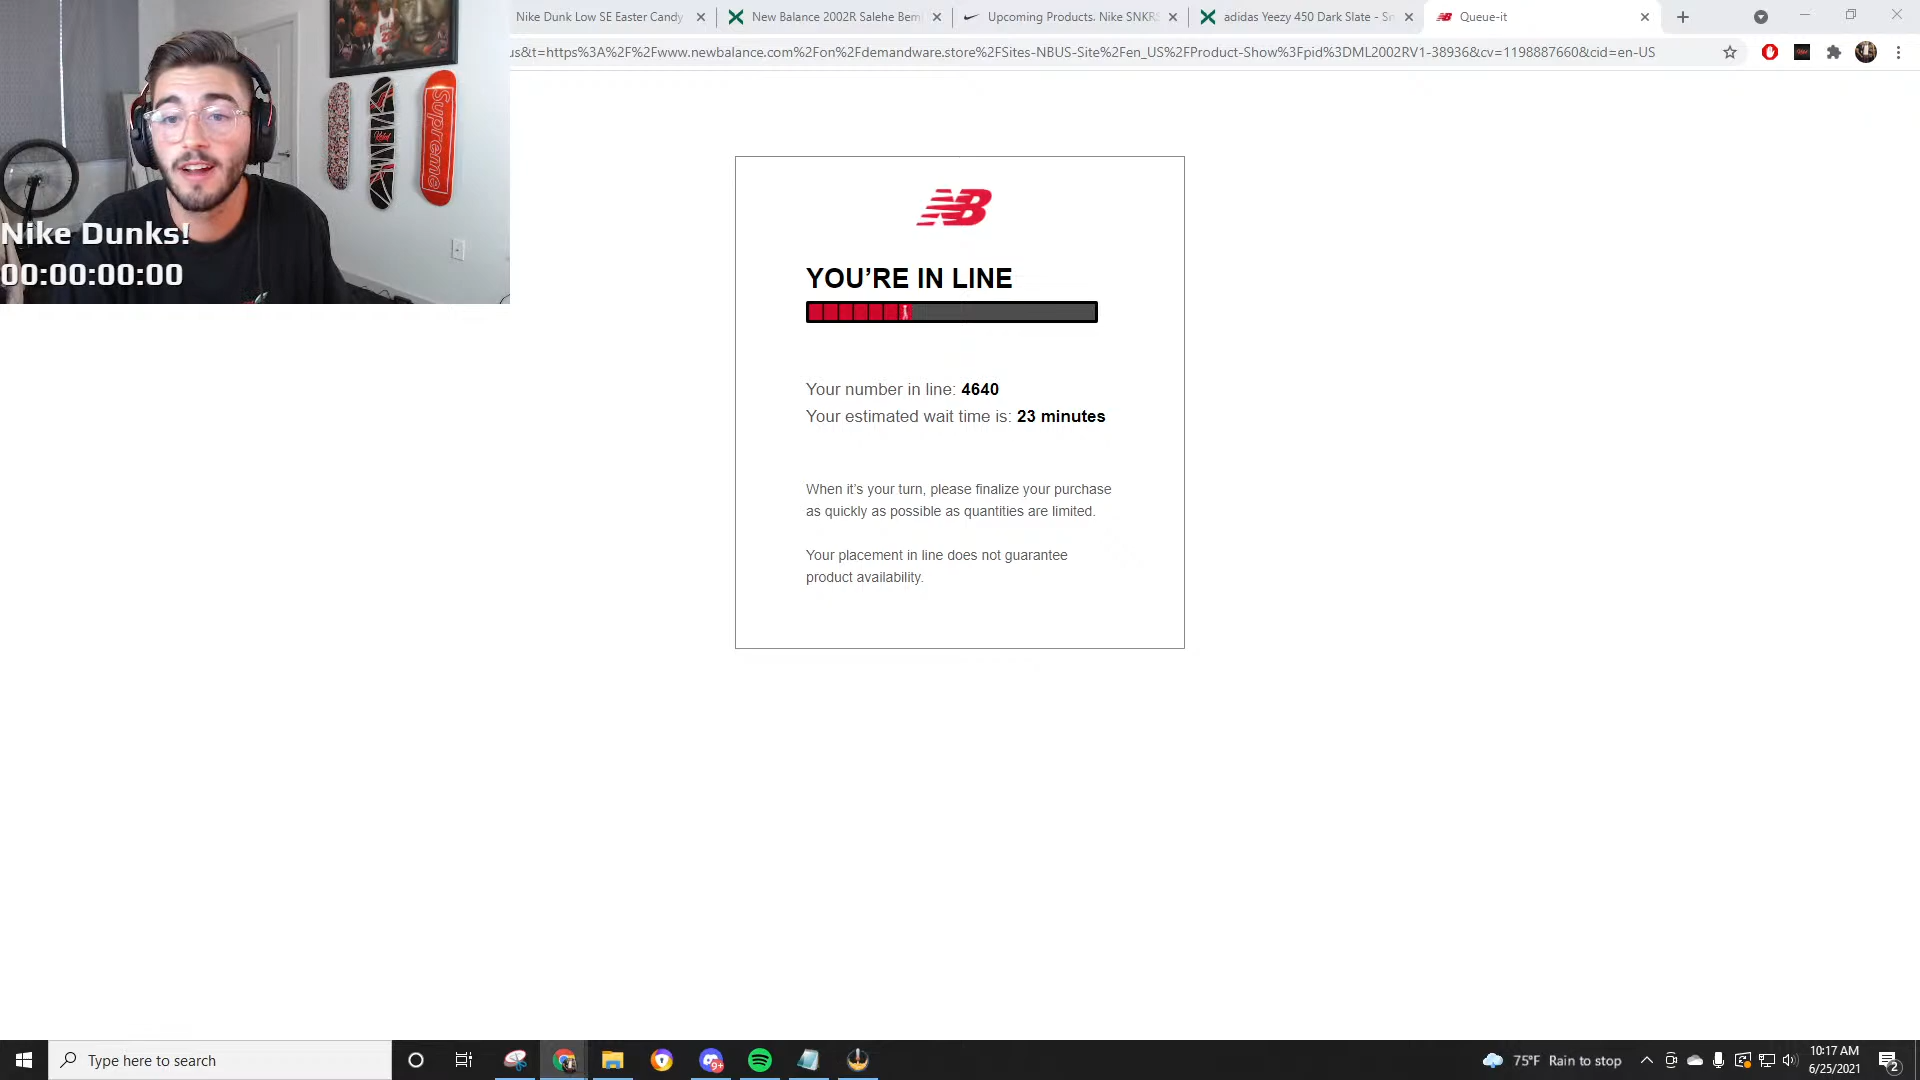 Nike Dunk Low SE Easter Candy
New Balance 2002R Salehe Bem
Upcoming Products. Nike SNKRS
adidas Yeezy 450 Dark Slate - Sn
Queue-it
us&t=https%3A%2F%2Fwww.newbalance.com%2Fon%2Fdemandware.store%2FSites-NBUS-Site%2Fen_US%2FProduct-Show%3Fpid%3DML2002RV1-38936&cv=1198887660&cid=en-US
Supreme
Nike Dunks!
00:00:00:00
NB
YOU’RE IN LINE
Your number in line: 4640
Your estimated wait time is: 23 minutes
When it’s your turn, please finalize your purchase
as quickly as possible as quantities are limited.
Your placement in line does not guarantee
product availability.
Type here to search
9+
75°F Rain to stop
10:17 AM
6/25/2021
2